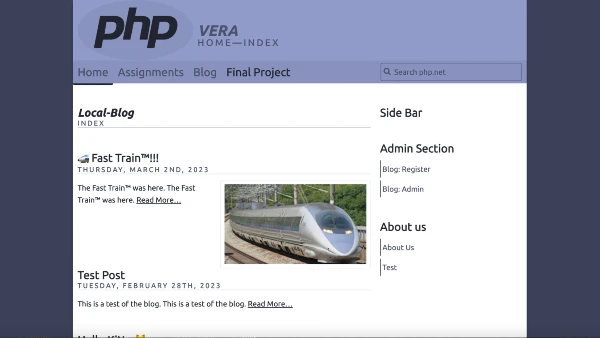 php
VERA
HOME—INDEX
Home Assignments Blog Final Project
Search php.net
Local-Blog
INDEX
🚅 Fast Train™!!!
THURSDAY, MARCH 2ND, 2023
The Fast Train™ was here. The Fast
Train™ was here. Read More...
Test Post
TUESDAY, FEBRUARY 28TH, 2023
This is a test of the blog. This is a test of the blog. Read More...
Side Bar
Admin Section
Blog: Register
Blog: Admin
About us
About Us
Test